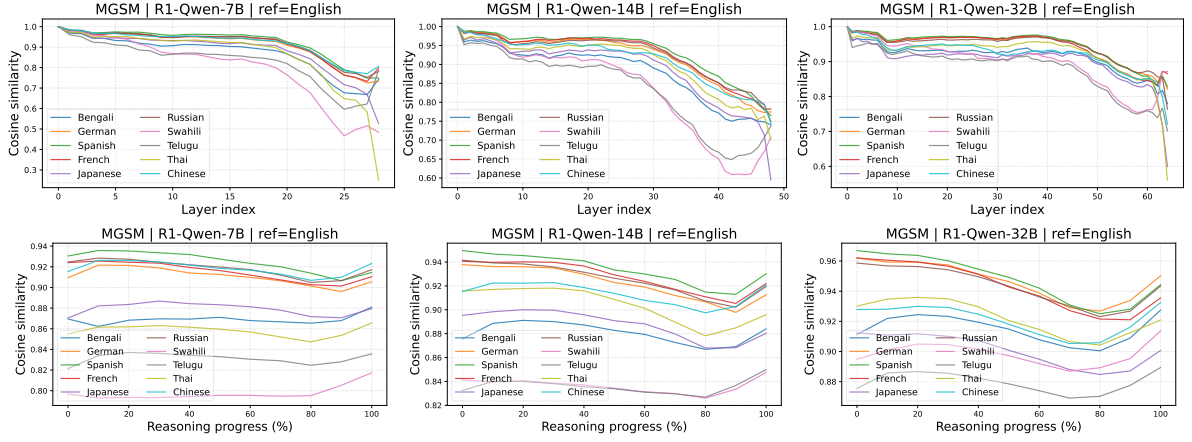 MGSM | R1-Qwen-7B | ref=English
1.0
0.9
0.8
0.7
0.6
0.5
0.4
0.3
Cosine similarity
Bengali
German
Spanish
French
Japanese
Russian
Swahili
Telugu
Thai
Chinese
0 5 10 15 20 25
Layer index
MGSM | R1-Qwen-14B | ref=English
1.00
0.95
0.90
0.85
0.80
0.75
0.70
0.65
0.60
Cosine similarity
Bengali
German
Spanish
French
Japanese
Russian
Swahili
Telugu
Thai
Chinese
0 10 20 30 40 50
Layer index
MGSM | R1-Qwen-32B | ref=English
1.0
0.9
0.8
0.7
0.6
Cosine similarity
Bengali
German
Spanish
French
Japanese
Russian
Swahili
Telugu
Thai
Chinese
0 10 20 30 40 50 60
Layer index
MGSM | R1-Qwen-7B | ref=English
0.94
0.92
0.90
0.88
0.86
0.84
0.82
0.80
Cosine similarity
Bengali
German
Spanish
French
Japanese
Russian
Swahili
Telugu
Thai
Chinese
0 20 40 60 80 100
Reasoning progress (%)
MGSM | R1-Qwen-14B | ref=English
0.94
0.92
0.90
0.88
0.86
0.84
0.82
Cosine similarity
Bengali
German
Spanish
French
Japanese
Russian
Swahili
Telugu
Thai
Chinese
0 20 40 60 80 100
Reasoning progress (%)
MGSM | R1-Qwen-32B | ref=English
0.96
0.94
0.92
0.90
0.88
Cosine similarity
Bengali
German
Spanish
French
Japanese
Russian
Swahili
Telugu
Thai
Chinese
0 20 40 60 80 100
Reasoning progress (%)